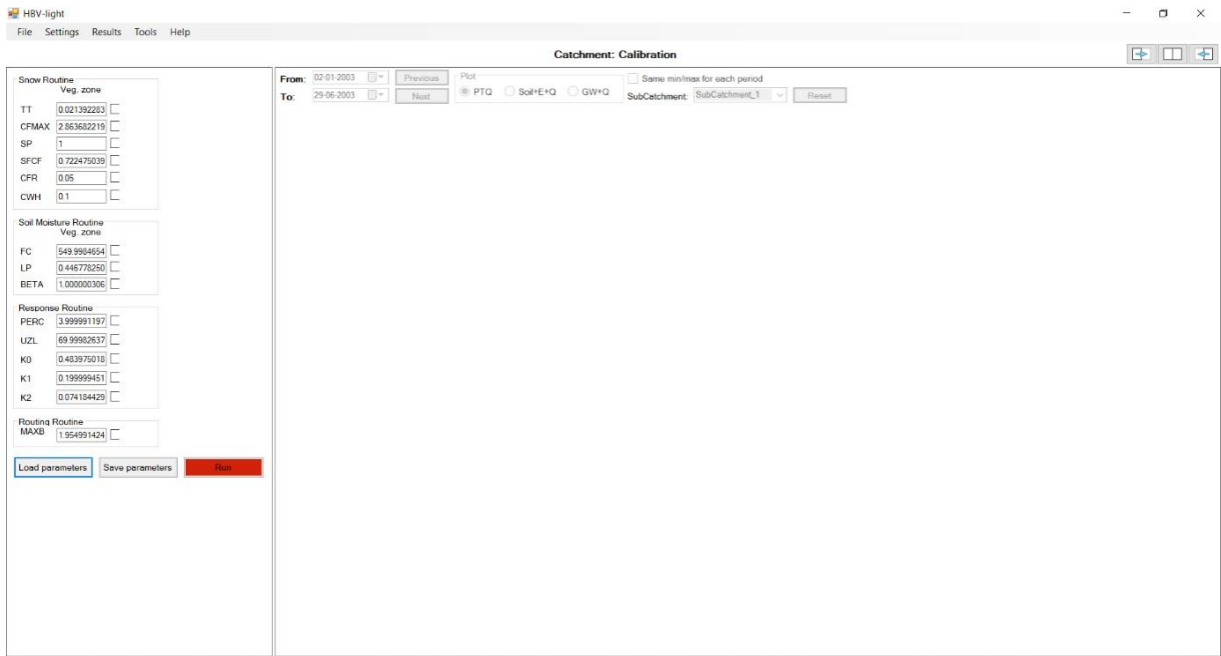 HBV-light
File Settings Results Tools Help
Catchment: Calibration
Snow Routine
Veg. zone
TT 0.021392283
CFMAX 2.863682219
SP 1
SFCF 0.722475039
CFR 0.05
CWH 0.1
Soil Moisture Routine
Veg. zone
FC 549.9984654
LP 0.446778250
BETA 1.000000306
Response Routine
PERC 3.999991197
UZL 69.99982637
K0 0.483975018
K1 0.199999451
K2 0.074184429
Routing Routine
MAXB 1.954991424
Load parameters Save parameters Run
From: 02-01-2003 Previous
To: 29-06-2003 Next
Plot
PTQ Soil+E+Q GW+Q
Same min/max for each period
SubCatchment: SubCatchment_1 Reset